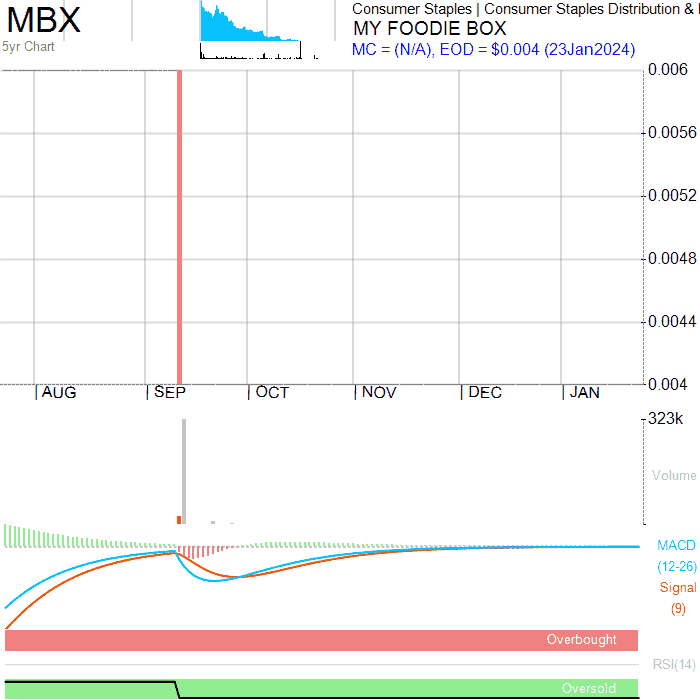 MBX
5yr Chart
Consumer Staples | Consumer Staples Distribution &
MY FOODIE BOX
MC = (N/A), EOD = $0.004 (23Jan2024)
0.006
0.0056
0.0052
0.0048
0.0044
0.004
AUG
SEP
OCT
NOV
DEC
JAN
323k
Volume
MACD
(12-26)
Signal
(9)
Overbought
RSI(14)
Oversold